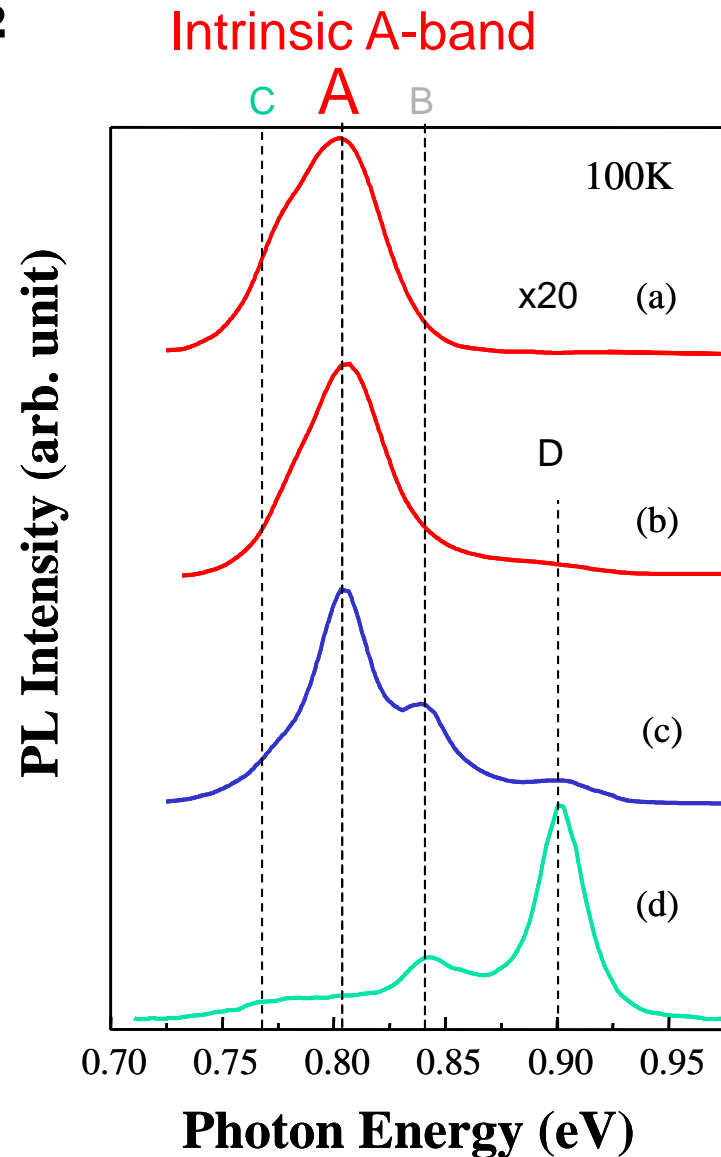 2
Intrinsic A-band
C A B
100K
x20 (a)
D
(b)
(c)
(d)
PL Intensity (arb. unit)
0.70 0.75 0.80 0.85 0.90 0.95
Photon Energy (eV)